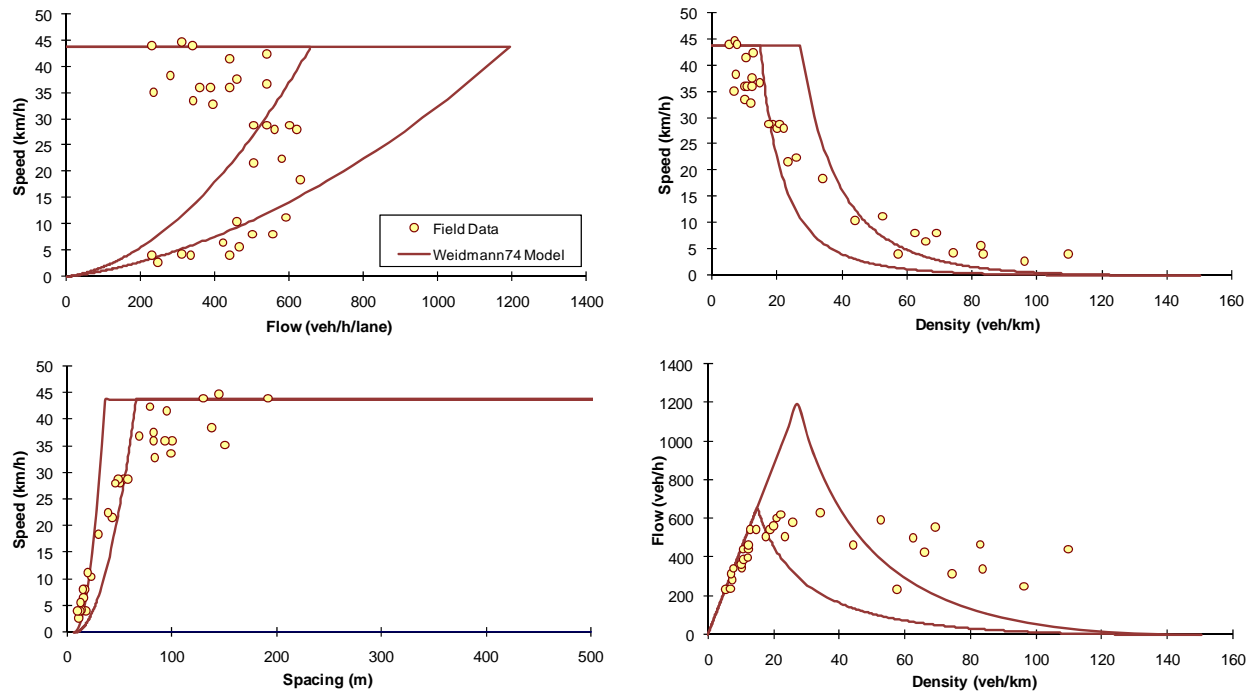 50
45
40
35
30
25
20
15
10
5
0
Speed (km/h)
0 200 400 600 800 1000 1200 1400
Flow (veh/h/lane)
Field Data
Weidmann74 Model
50
45
40
35
30
25
20
15
10
5
0
Speed (km/h)
0 20 40 60 80 100 120 140 160
Density (veh/km)
50
45
40
35
30
25
20
15
10
5
0
Speed (km/h)
0 100 200 300 400 500
Spacing (m)
1400
1200
1000
800
600
400
200
0
Flow (veh/h)
0 20 40 60 80 100 120 140 160
Density (veh/km)